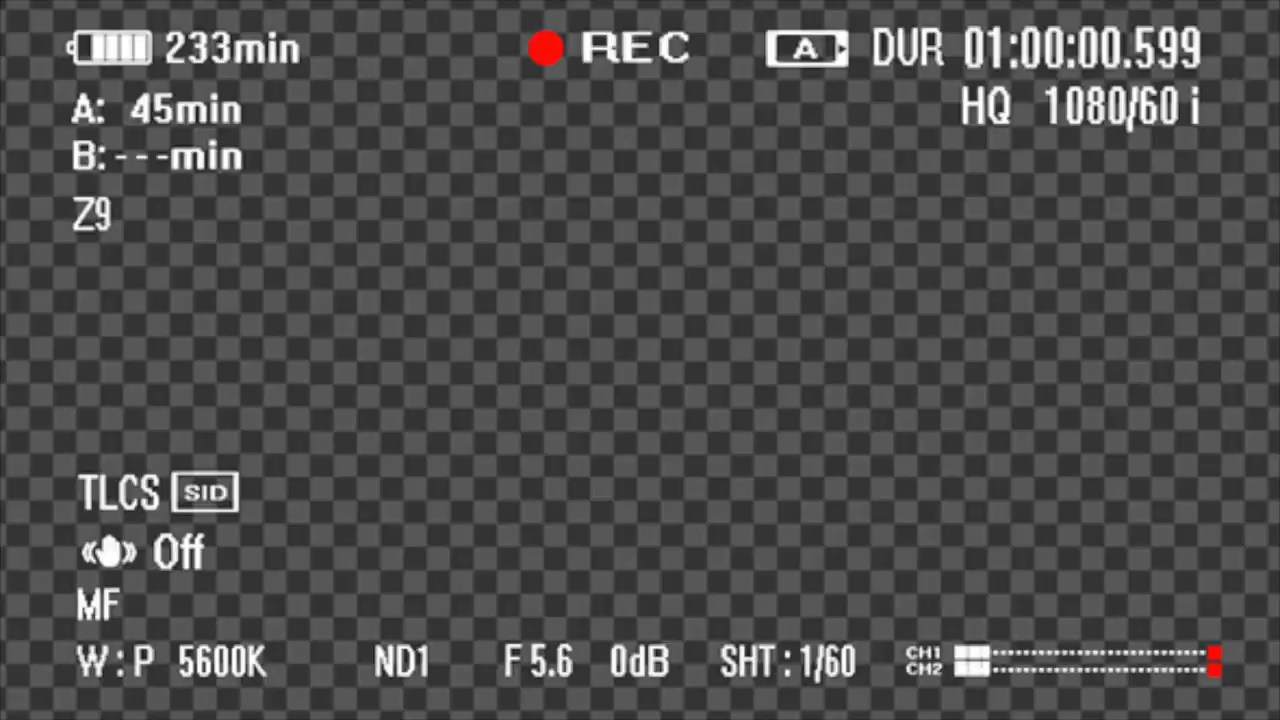 233min REC A DUR 01:00:00.599
A: 45min HQ 1080/60 i
B:---min
Z9
TLCS SID
Off
MF
W:P 5600K ND1 F5.6 0dB SHT:1/60 CH1
CH2